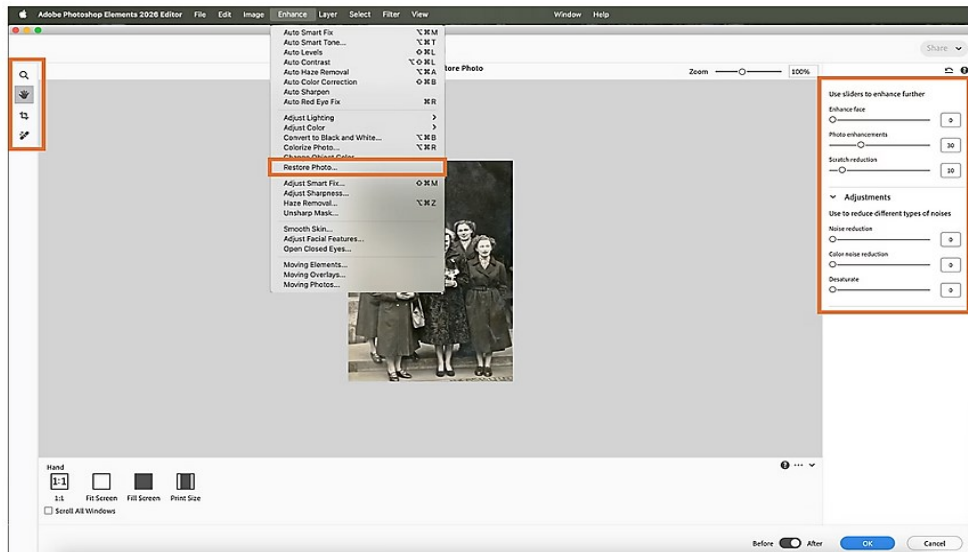 Adobe Photoshop Elements 2026 Editor File Edit Image Enhance Layer Select Filter View Window Help
Share
Auto Smart Fix ⌥⌘M
Auto Smart Tone... ⌥⌘T
Auto Levels ⇧⌘L
Auto Contrast ⌥⇧⌘L
Auto Haze Removal ⌥⌘A
Auto Color Correction ⇧⌘B
Auto Sharpen
Auto Red Eye Fix ⌘R
Adjust Lighting
Adjust Color
Convert to Black and White... ⌥⌘B
Colorize Photo... ⌥⌘R
Change Object Color
Restore Photo...
Adjust Smart Fix... ⇧⌘M
Adjust Sharpness...
Haze Removal... ⌥⌘Z
Unsharp Mask...
Smooth Skin...
Adjust Facial Features...
Open Closed Eyes...
Moving Elements...
Moving Overlays...
Moving Photos...
tore Photo
Zoom 100%
Use sliders to enhance further
Enhance face
0
Photo enhancements
30
Scratch reduction
10
Adjustments
Use to reduce different types of noises
Noise reduction
0
Color noise reduction
0
Desaturate
0
Hand
1:1
1:1 Fit Screen Fill Screen Print Size
Scroll All Windows
Before After OK Cancel